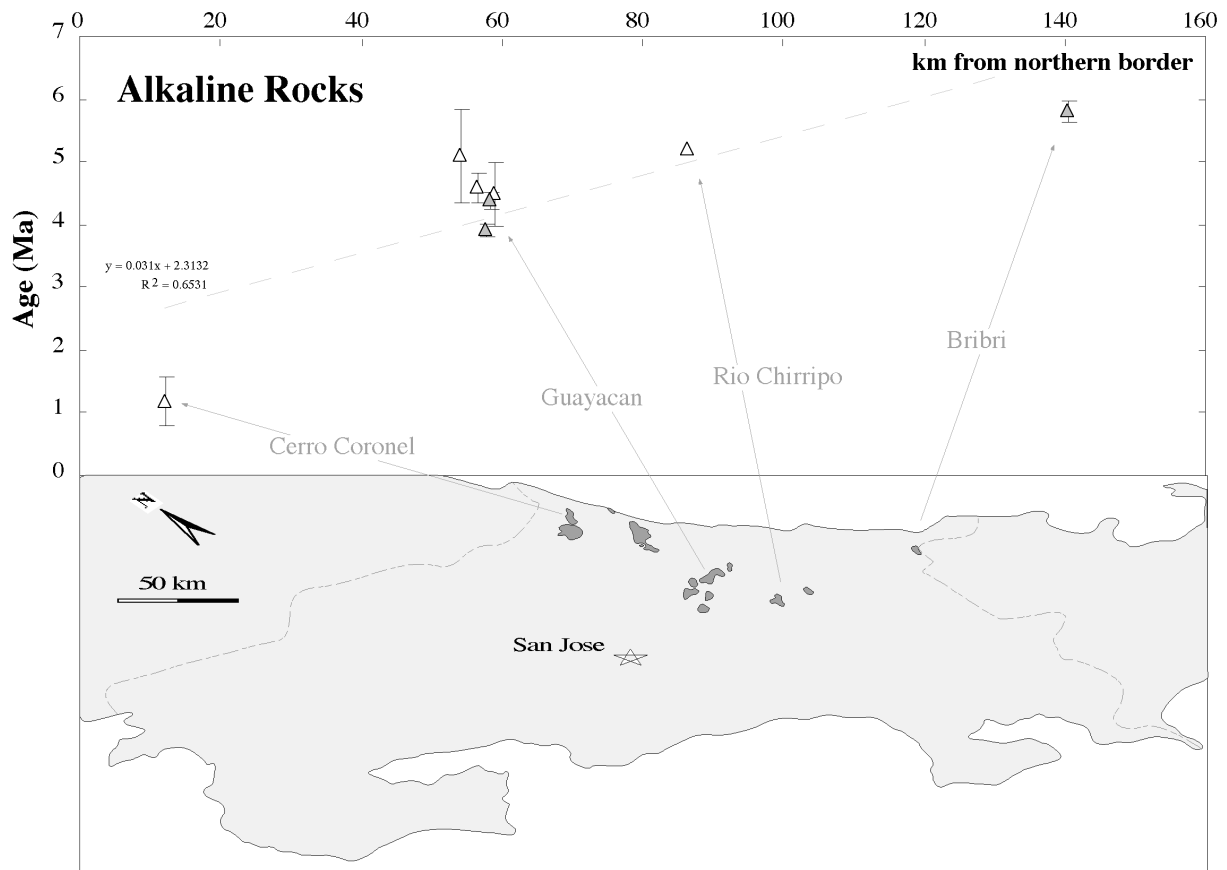 0 20 40 60 80 100 120 140 160
7
km from northern border
Alkaline Rocks
6
5
4
Age (Ma)
y = 0.031x + 2.3132
R2 = 0.6531
3
2
Bribri
Rio Chirripo
Guayacan
1
Cerro Coronel
0
N
50 km
San Jose